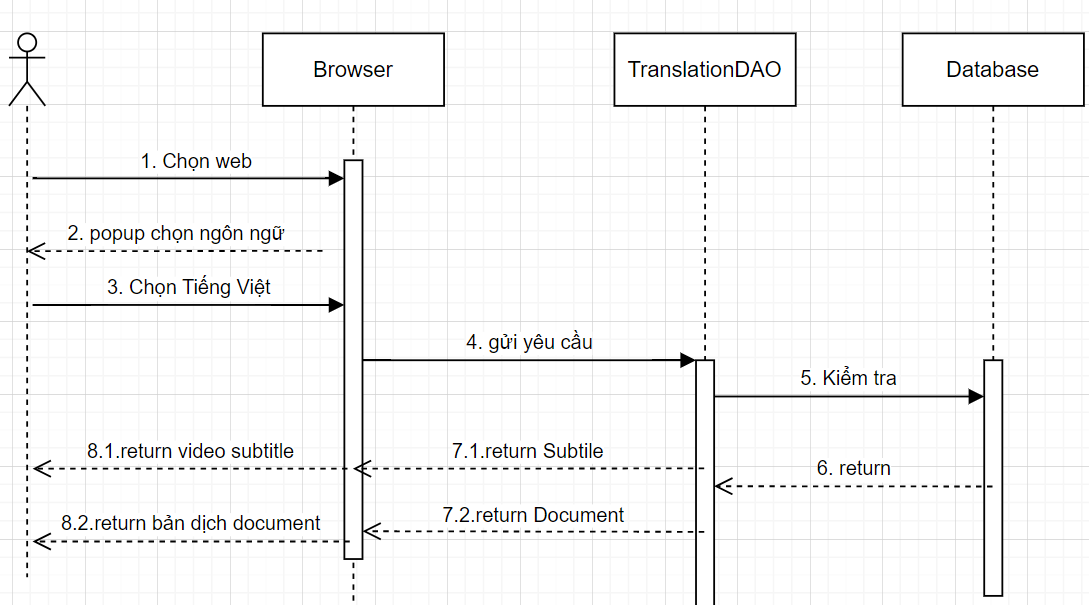 Browser
TranslationDAO
Database
1. Chọn web
2. popup chọn ngôn ngữ
3. Chọn Tiếng Việt
4. gửi yêu cầu
5. Kiểm tra
8.1.return video subtitle
7.1.return Subtile
6. return
8.2.return bản dịch document
7.2.return Document